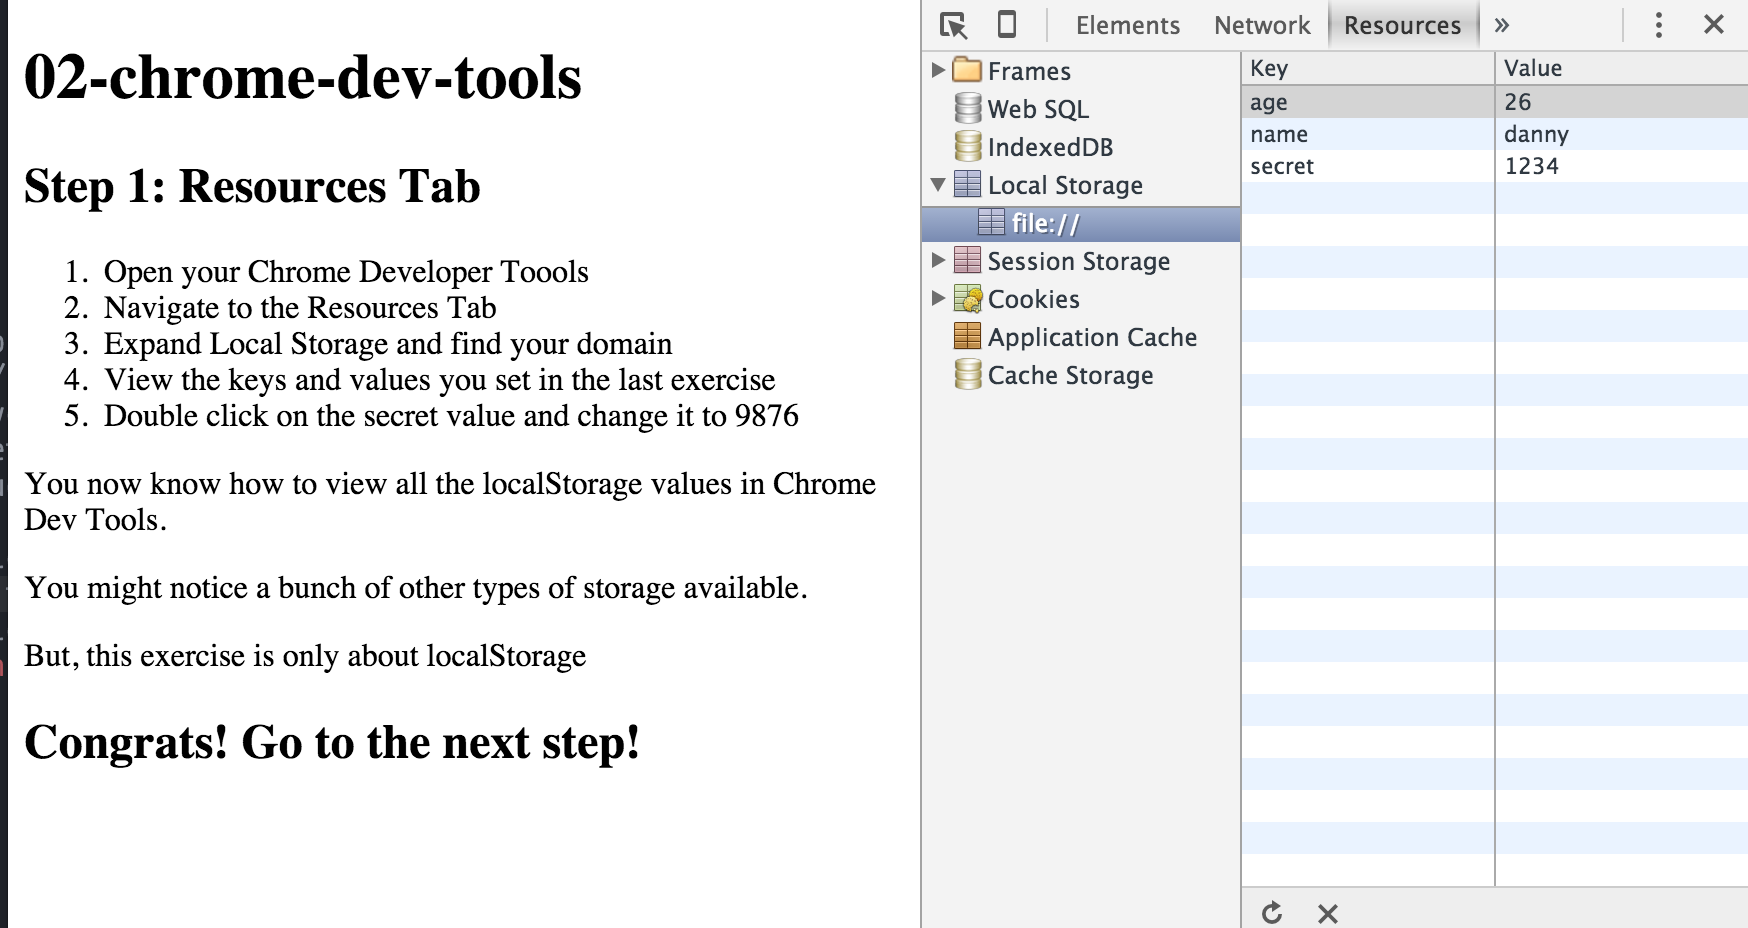 02-chrome-dev-tools
Step 1: Resources Tab
1. Open your Chrome Developer Toools
2. Navigate to the Resources Tab
3. Expand Local Storage and find your domain
4. View the keys and values you set in the last exercise
5. Double click on the secret value and change it to 9876
You now know how to view all the localStorage values in Chrome
Dev Tools.
You might notice a bunch of other types of storage available.
But, this exercise is only about localStorage
Congrats! Go to the next step!
Elements Network Resources »
Frames
Web SQL
IndexedDB
Local Storage
file://
Session Storage
Cookies
Application Cache
Cache Storage
Key Value
age 26
name danny
secret 1234